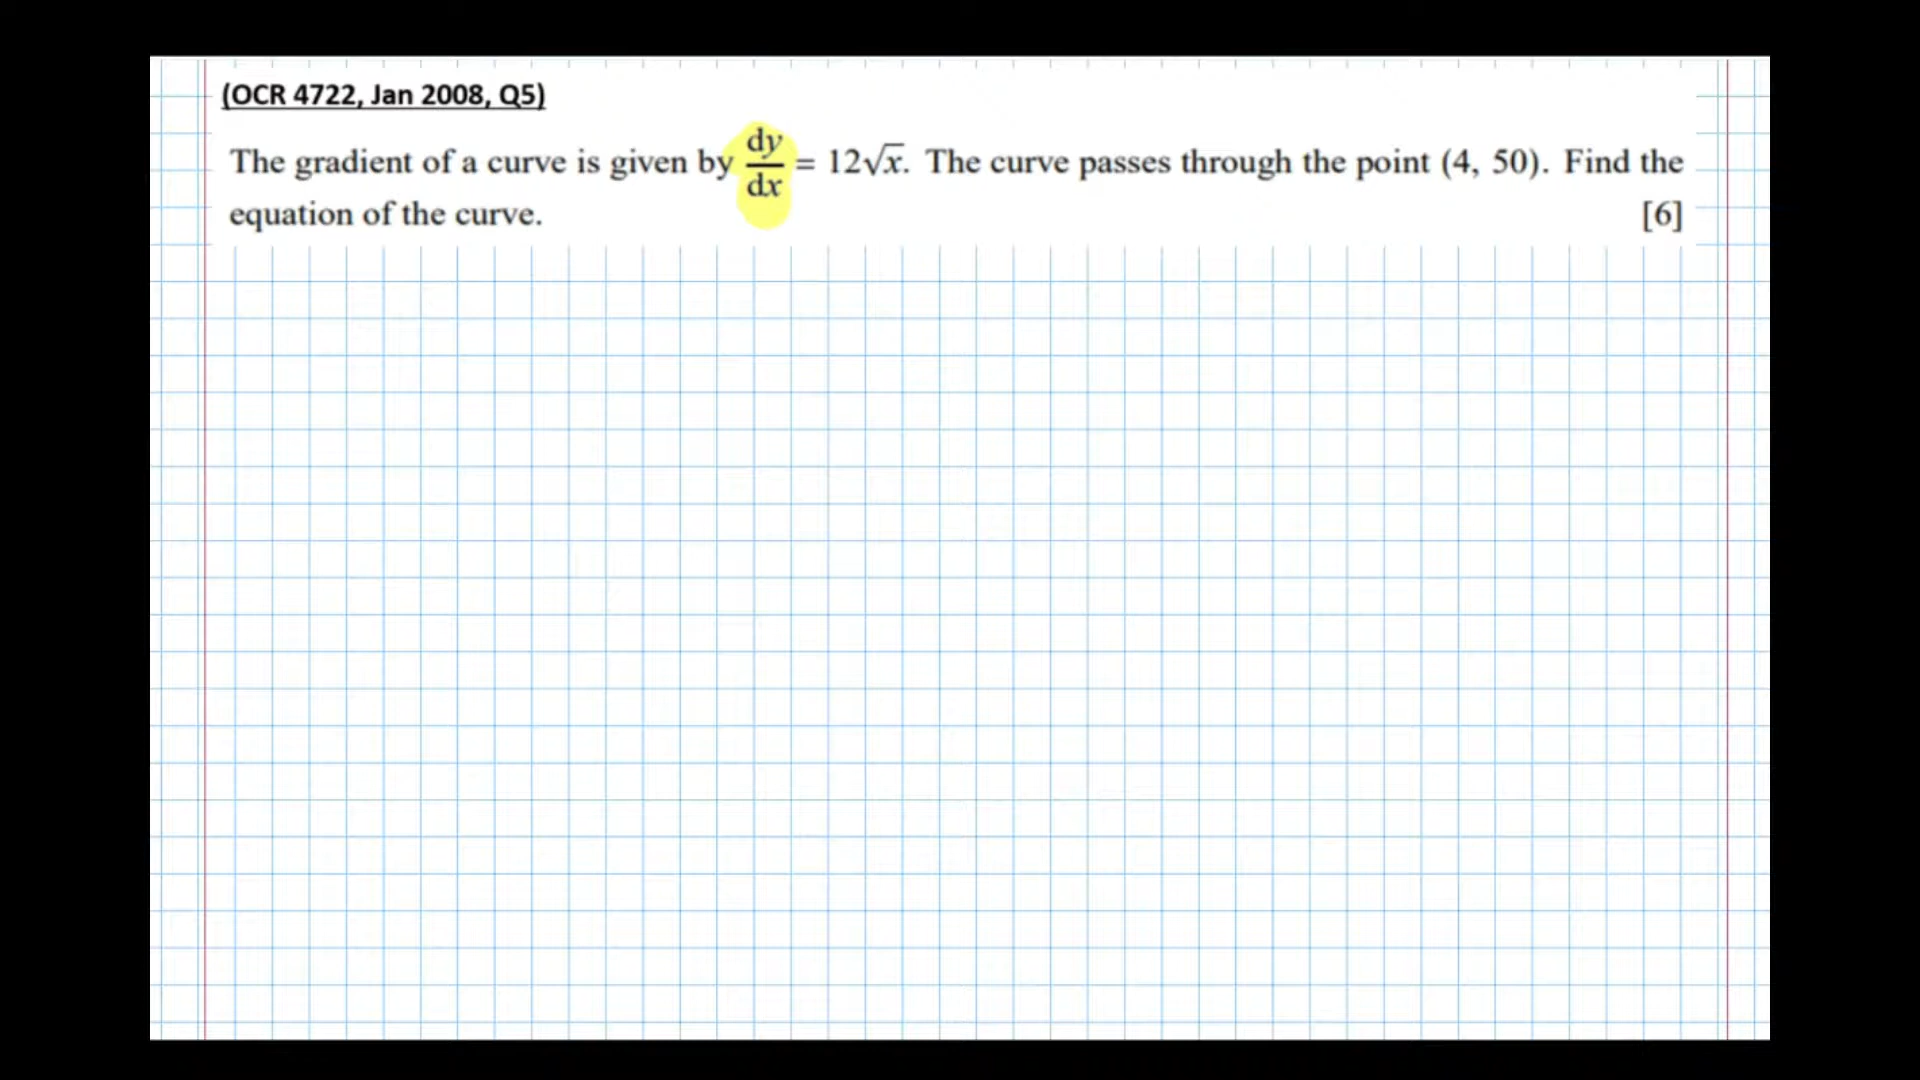 (OCR 4722, Jan 2008, Q5)
The gradient of a curve is given by dy/dx = 12√x. The curve passes through the point (4, 50). Find the
equation of the curve. [6]